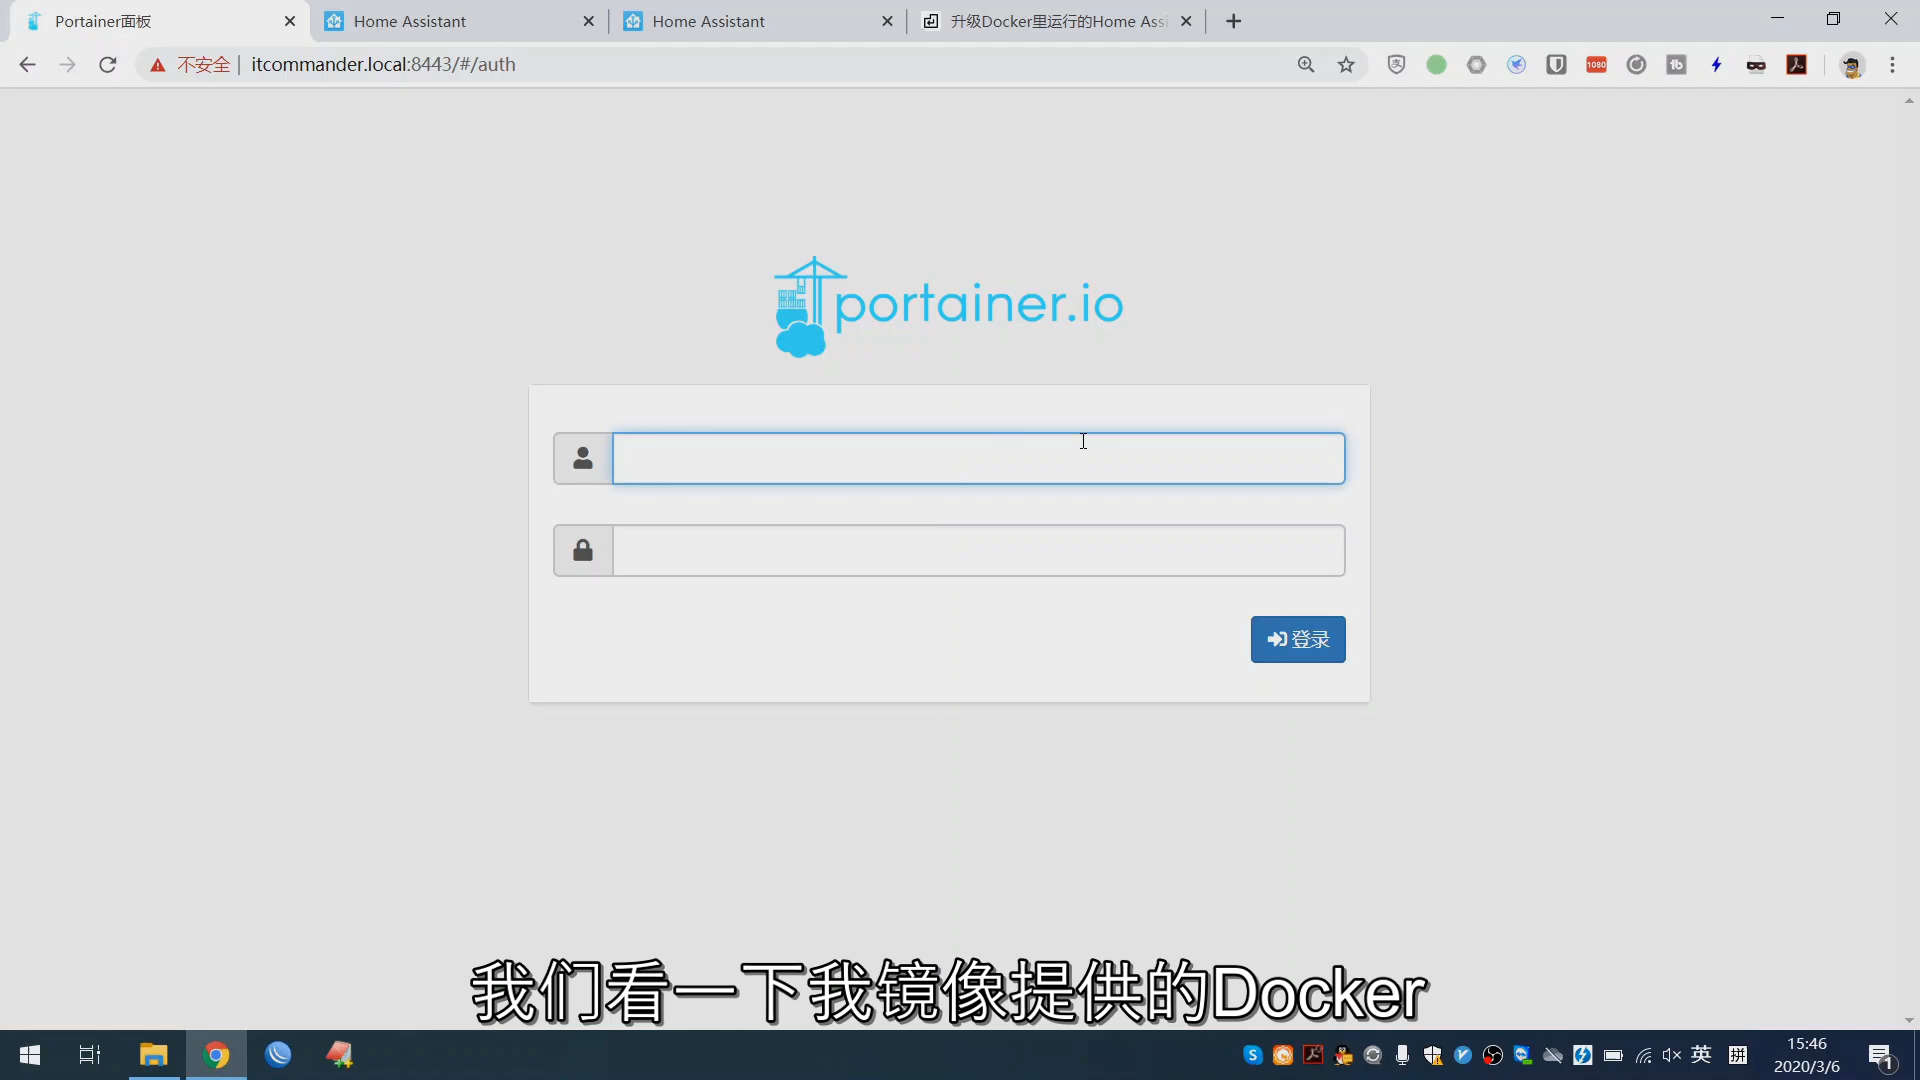 Portainer面板
Home Assistant
Home Assistant
升级Docker里运行的Home Assi
不安全
itcommander.local:8443/#/auth
1080
portainer.io
登录
我们看一下我镜像提供的Docker
英
拼
15:46
2020/3/6
1